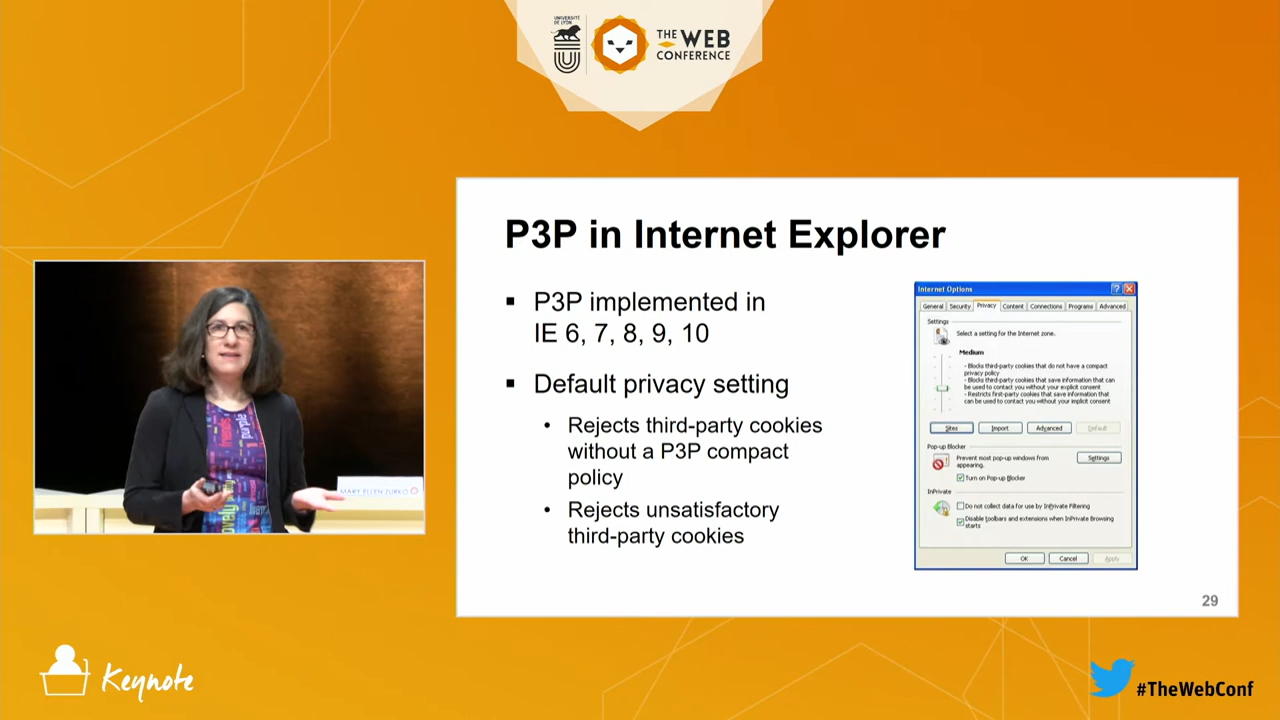 UNIVERSITÉ
DE LYON
THE WEB
CONFERENCE
P3P in Internet Explorer
▪ P3P implemented in
IE 6, 7, 8, 9, 10
▪ Default privacy setting
• Rejects third-party cookies
without a P3P compact
policy
• Rejects unsatisfactory
third-party cookies
Internet Options
General Security Privacy Content Connections Programs Advanced
Settings
Select a setting for the Internet zone.
Medium
- Blocks third-party cookies that do not have a compact
privacy policy
- Blocks third-party cookies that save information that can
be used to contact you without your explicit consent
- Restricts first-party cookies that save information that
can be used to contact you without your implicit consent
Sites Import Advanced Default
Pop-up Blocker
Prevent most pop-up windows from
appearing.
Settings
Turn on Pop-up Blocker
InPrivate
Do not collect data for use by InPrivate Filtering
Disable toolbars and extensions when InPrivate Browsing
starts
OK Cancel Apply
29
MARY ELLEN ZURKO
purple
Keynote
#TheWebConf